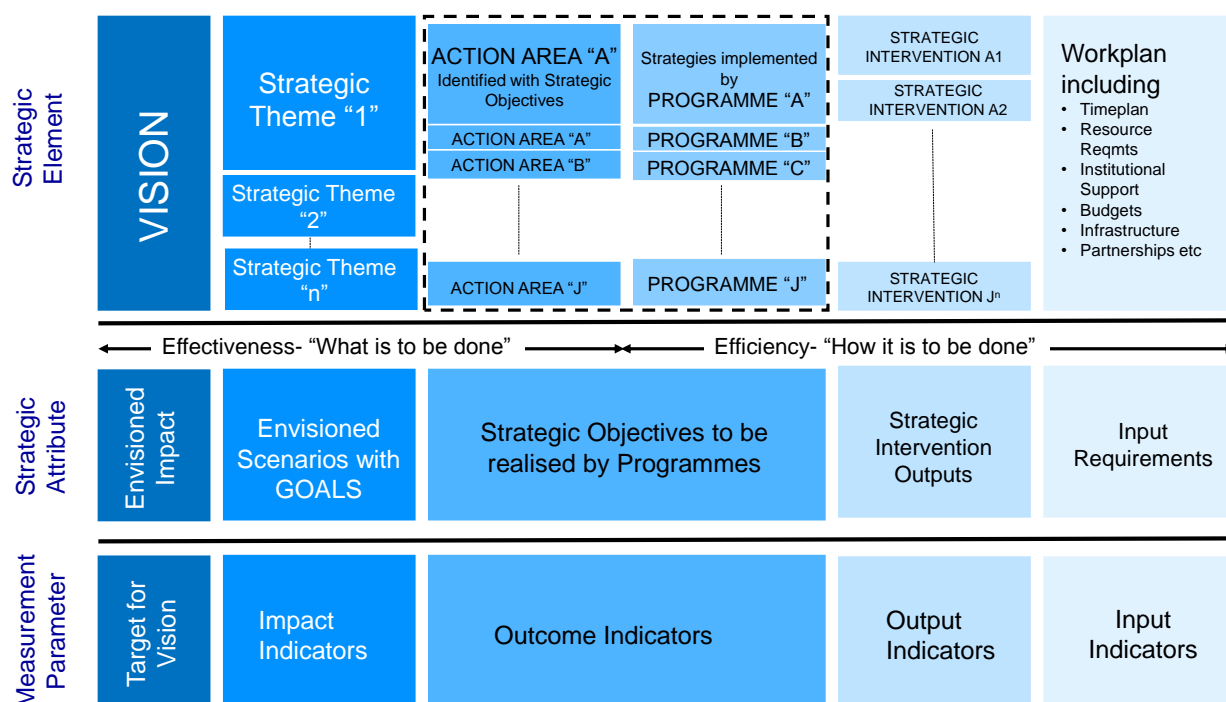 Strategic
Element
VISION
Strategic
Theme “1”
Strategic Theme
“2”
Strategic Theme
“n”
ACTION AREA “A”
Identified with Strategic
Objectives
ACTION AREA “A”
ACTION AREA “B”
ACTION AREA “J”
Strategies implemented
by
PROGRAMME “A”
PROGRAMME “B”
PROGRAMME “C”
PROGRAMME “J”
STRATEGIC
INTERVENTION A1
STRATEGIC
INTERVENTION A2
STRATEGIC
INTERVENTION Jⁿ
Workplan
including
• Timeplan
• Resource
Reqmts
• Institutional
Support
• Budgets
• Infrastructure
• Partnerships etc
Effectiveness- “What is to be done”
Efficiency- “How it is to be done”
Strategic
Attribute
Envisioned
Impact
Envisioned
Scenarios with
GOALS
Strategic Objectives to be
realised by Programmes
Strategic
Intervention
Outputs
Input
Requirements
Measurement
Parameter
Target for
Vision
Impact
Indicators
Outcome Indicators
Output
Indicators
Input
Indicators